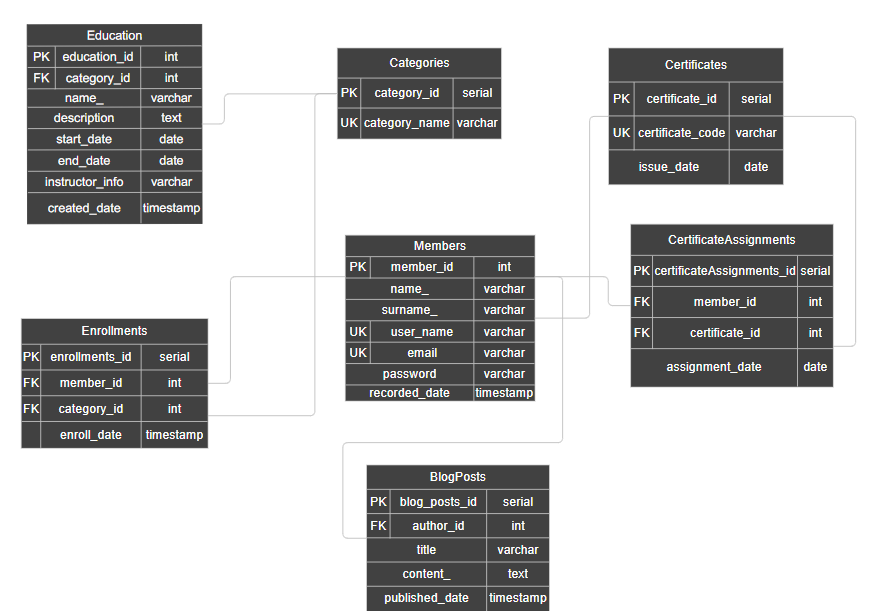 Education
PK education_id int
FK category_id int
name_ varchar
description text
start_date date
end_date date
instructor_info varchar
created_date timestamp
Categories
PK category_id serial
UK category_name varchar
Certificates
PK certificate_id serial
UK certificate_code varchar
issue_date date
Members
PK member_id int
name_ varchar
surname_ varchar
UK user_name varchar
UK email varchar
password varchar
recorded_date timestamp
CertificateAssignments
PK certificateAssignments_id serial
FK member_id int
FK certificate_id int
assignment_date date
Enrollments
PK enrollments_id serial
FK member_id int
FK category_id int
enroll_date timestamp
BlogPosts
PK blog_posts_id serial
FK author_id int
title varchar
content_ text
published_date timestamp